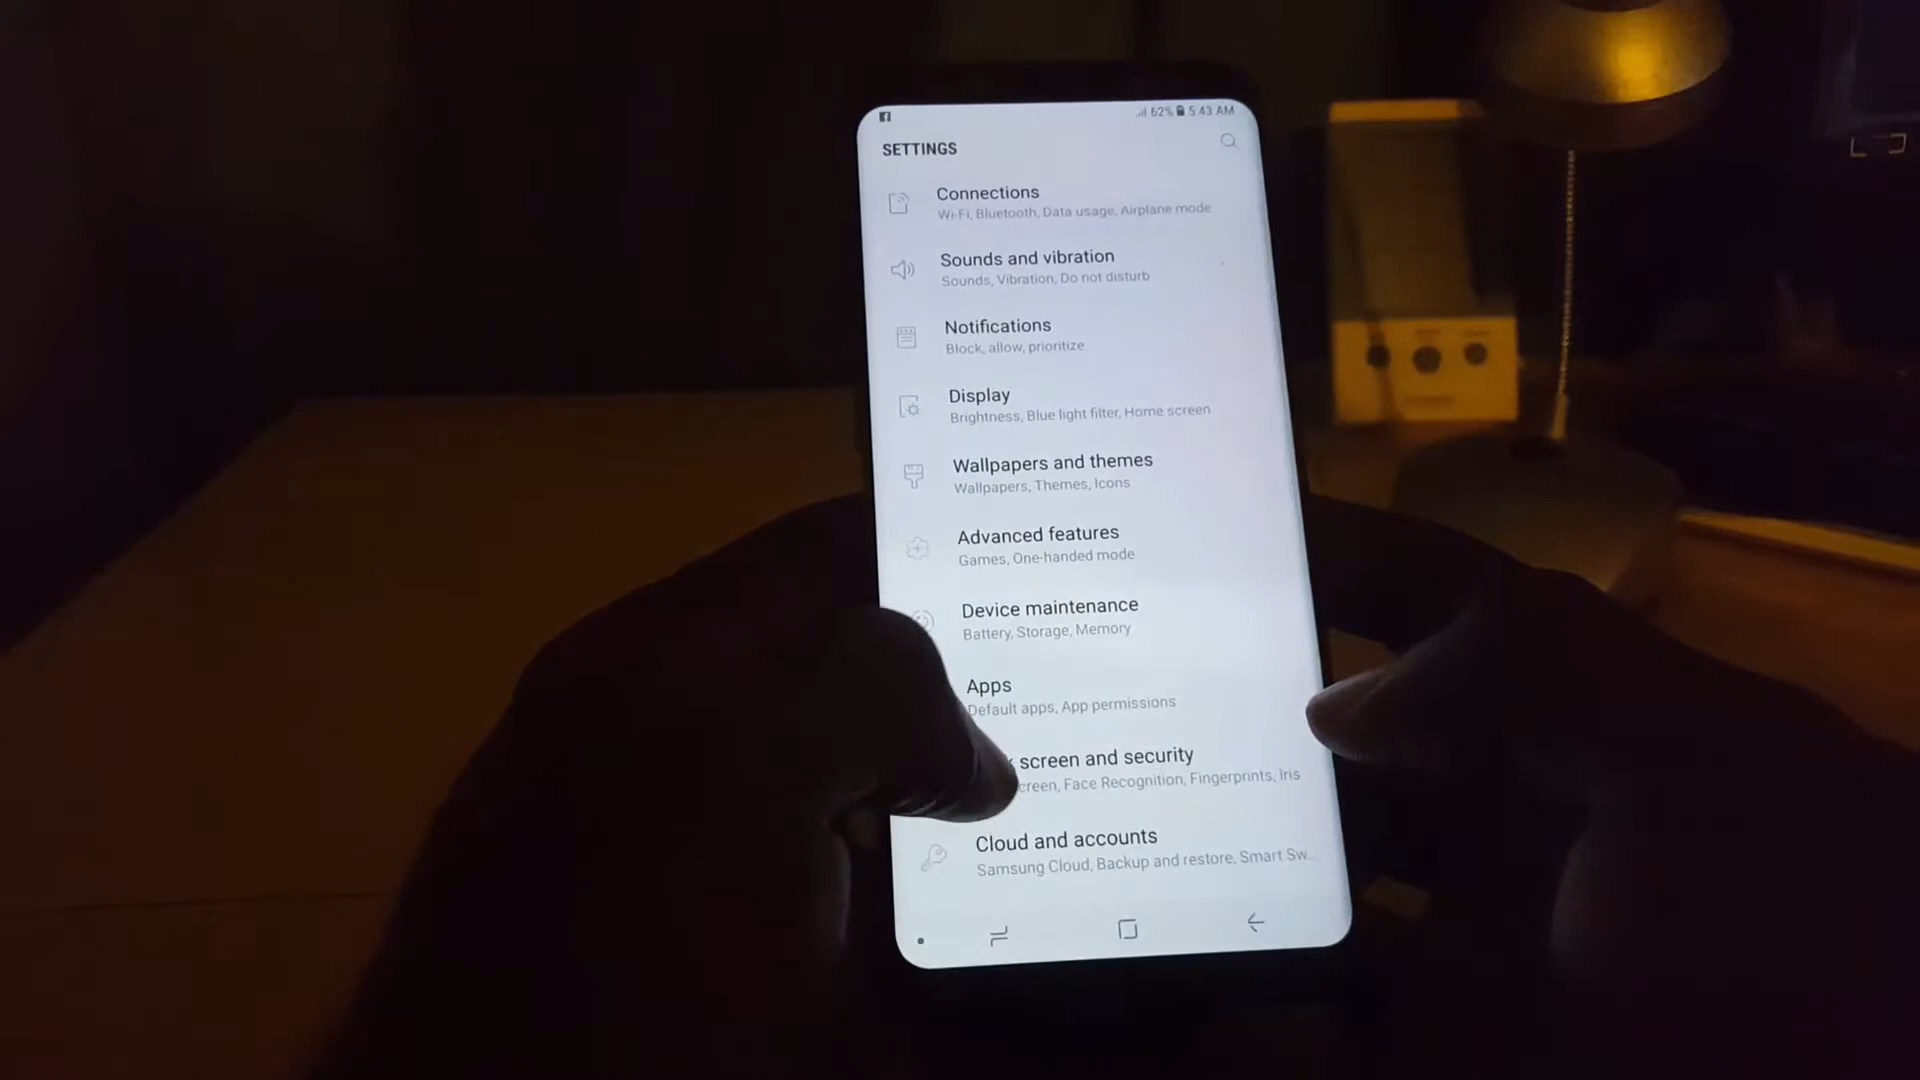 62% 5:43 AM
SETTINGS
Connections
Wi-Fi, Bluetooth, Data usage, Airplane mode
Sounds and vibration
Sounds, Vibration, Do not disturb
Notifications
Block, allow, prioritize
Display
Brightness, Blue light filter, Home screen
Wallpapers and themes
Wallpapers, Themes, Icons
Advanced features
Games, One-handed mode
Device maintenance
Battery, Storage, Memory
Apps
Default apps, App permissions
screen and security
creen, Face Recognition, Fingerprints, Iris
Cloud and accounts
Samsung Cloud, Backup and restore, Smart Sw...